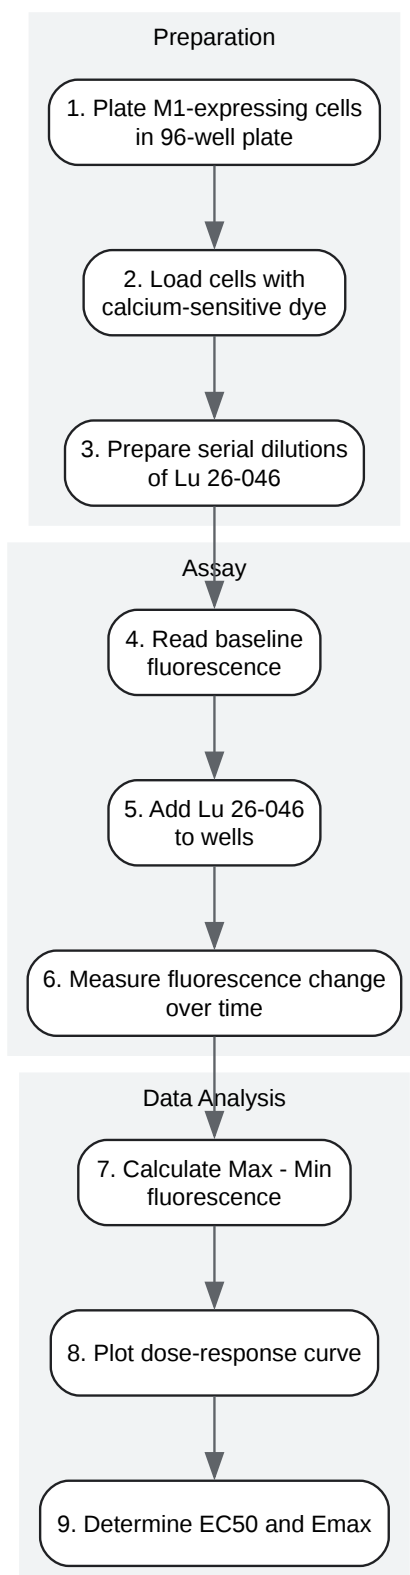 Preparation
1. Plate M1-expressing cells
in 96-well plate
2. Load cells with
calcium-sensitive dye
3. Prepare serial dilutions
of Lu 26-046
Assay
4. Read baseline
fluorescence
5. Add Lu 26-046
to wells
6. Measure fluorescence change
over time
Data Analysis
7. Calculate Max - Min
fluorescence
8. Plot dose-response curve
9. Determine EC50 and Emax